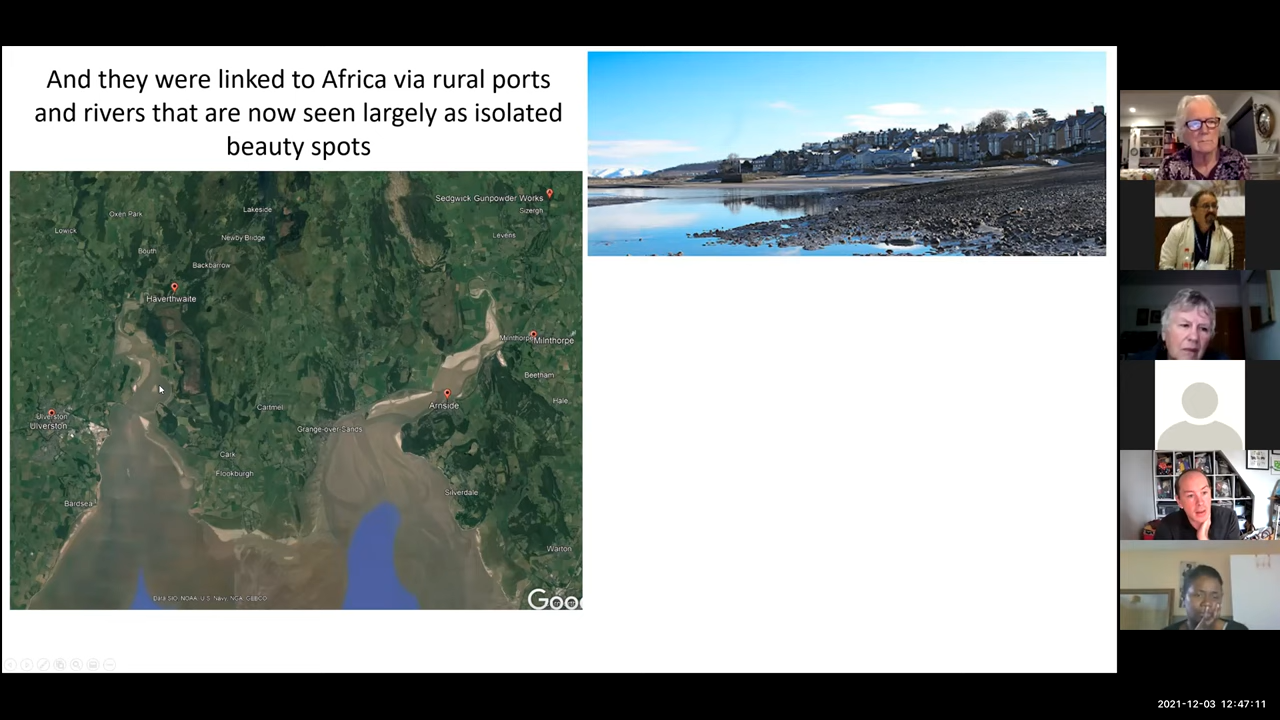 And they were linked to Africa via rural ports
and rivers that are now seen largely as isolated
beauty spots
Sedgwick Gunpowder Works
Sizergh
Oxen Park
Lakeside
Lowick
Newby Bridge
Levens
Bouth
Backbarrow
Haverthwaite
Milnthorpe
Milnthorpe
Beetham
Hale
Arnside
Cartmel
Ulverston
Ulverston
Grange-over-Sands
Cark
Flookburgh
Silverdale
Bardsea
Warton
Data SIO, NOAA, U.S. Navy, NGA, GEBCO
Goo
2021-12-03 12:47:11